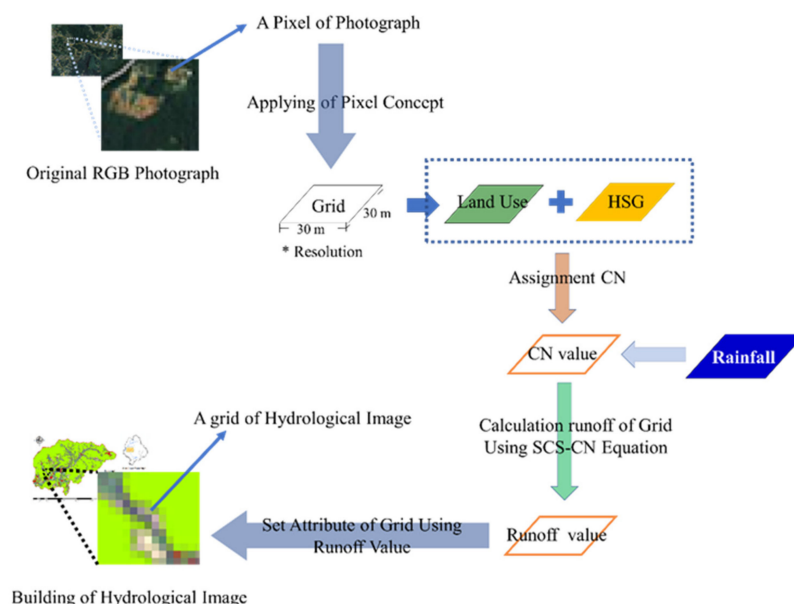 A Pixel of Photograph
Applying of Pixel Concept
Original RGB Photograph
Grid
30 m
30 m
* Resolution
Land Use
HSG
Assignment CN
CN value
Rainfall
A grid of Hydrological Image
Calculation runoff of Grid
Using SCS-CN Equation
Set Attribute of Grid Using
Runoff Value
Runoff value
Building of Hydrological Image